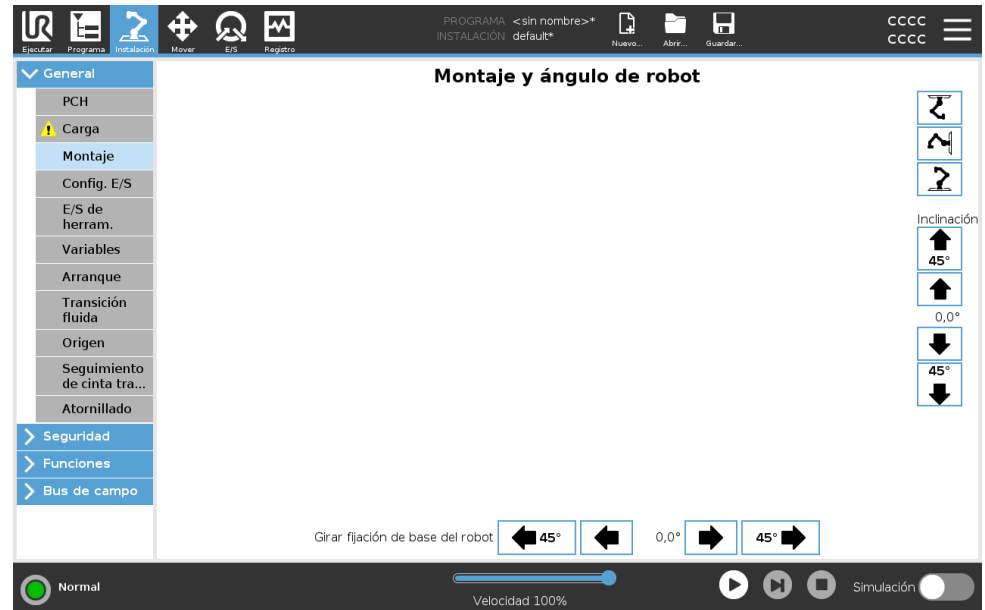 PROGRAMA <sin nombre>*
INSTALACIÓN default*
Ejecutar
Programa
Instalación
Mover
E/S
Registro
Nuevo...
Abrir...
Guardar...
CCCC
CCCC
General
PCH
Carga
Montaje
Config. E/S
E/S de
herram.
Variables
Arranque
Transición
fluida
Origen
Seguimiento
de cinta tra...
Atornillado
Seguridad
Funciones
Bus de campo
Montaje y ángulo de robot
Inclinación
45°
0,0°
45°
Girar fijación de base del robot
45°
0,0°
45°
Normal
Velocidad 100%
Simulación